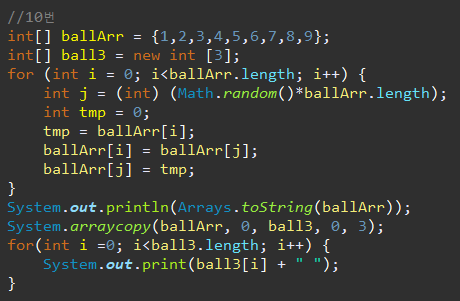 //10번
int[] ballArr = {1,2,3,4,5,6,7,8,9};
int[] ball3 = new int [3];
for (int i = 0; i<ballArr.length; i++) {
    int j = (int) (Math.random()*ballArr.length);
    int tmp = 0;
    tmp = ballArr[i];
    ballArr[i] = ballArr[j];
    ballArr[j] = tmp;
}
System.out.println(Arrays.toString(ballArr));
System.arraycopy(ballArr, 0, ball3, 0, 3);
for(int i =0; i<ball3.length; i++) {
    System.out.print(ball3[i] + " ");
}